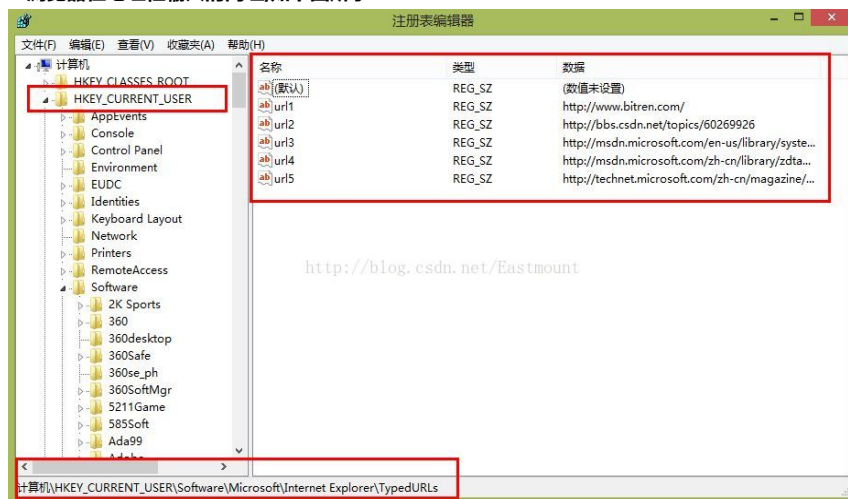 注册表编辑器
文件(F) 编辑(E) 查看(V) 收藏夹(A) 帮助(H)
计算机
HKEY_CLASSES_ROOT
HKEY_CURRENT_USER
AppEvents
Console
Control Panel
Environment
EUDC
Identities
Keyboard Layout
Network
Printers
RemoteAccess
Software
2K Sports
360
360desktop
360Safe
360se_ph
360SoftMgr
5211Game
585Soft
Ada99
名称 类型 数据
ab (默认) REG_SZ (数值未设置)
ab url1 REG_SZ http://www.bitren.com/
ab url2 REG_SZ http://bbs.csdn.net/topics/60269926
ab url3 REG_SZ http://msdn.microsoft.com/en-us/library/syste...
ab url4 REG_SZ http://msdn.microsoft.com/zh-cn/library/zdta...
ab url5 REG_SZ http://technet.microsoft.com/zh-cn/magazine/...
http://blog.csdn.net/Eastmount
计算机\HKEY_CURRENT_USER\Software\Microsoft\Internet Explorer\TypedURLs